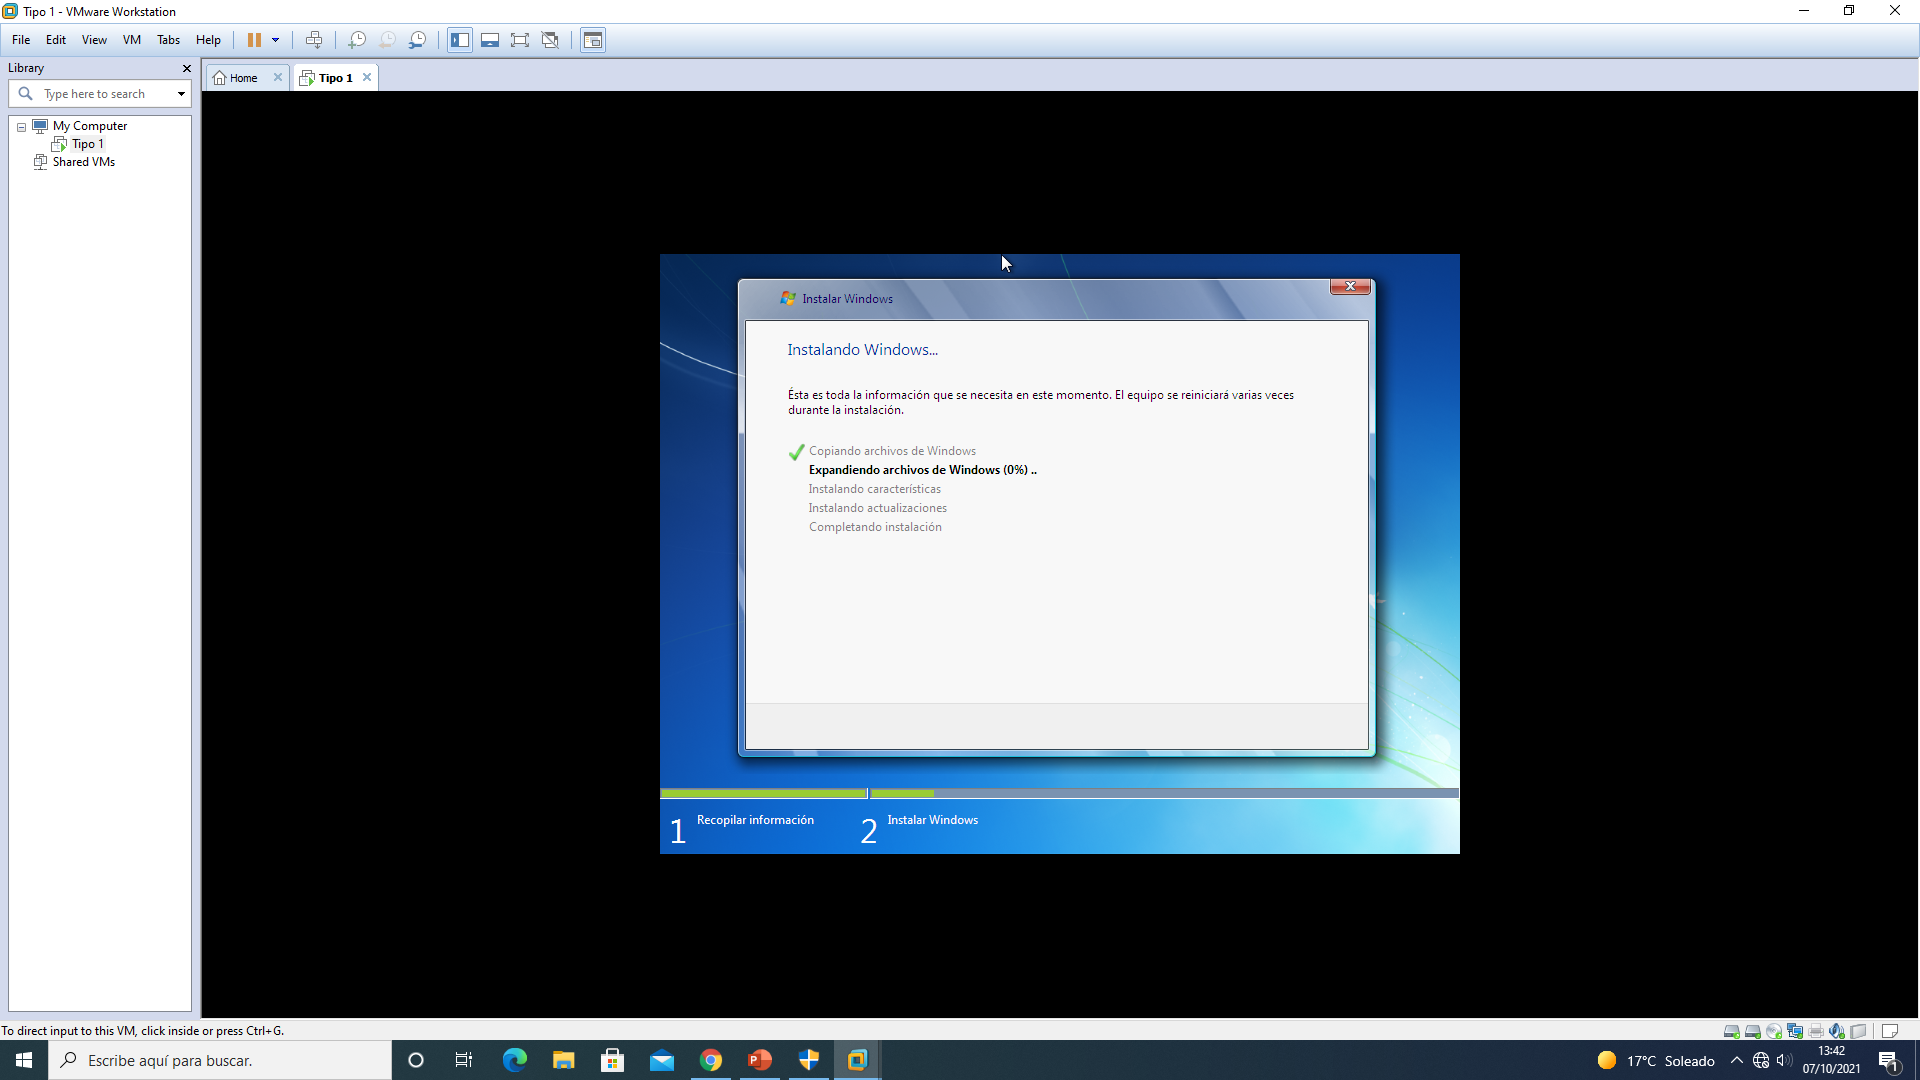 Tipo 1 - VMware Workstation
File Edit View VM Tabs Help
Library
Home
Tipo 1
Type here to search
My Computer
Tipo 1
Shared VMs
Instalar Windows
Instalando Windows...
Ésta es toda la información que se necesita en este momento. El equipo se reiniciará varias veces
durante la instalación.
Copiando archivos de Windows
Expandiendo archivos de Windows (0%) ..
Instalando características
Instalando actualizaciones
Completando instalación
1 Recopilar información
2 Instalar Windows
To direct input to this VM, click inside or press Ctrl+G.
Escribe aquí para buscar.
17°C Soleado
13:42
07/10/2021
1